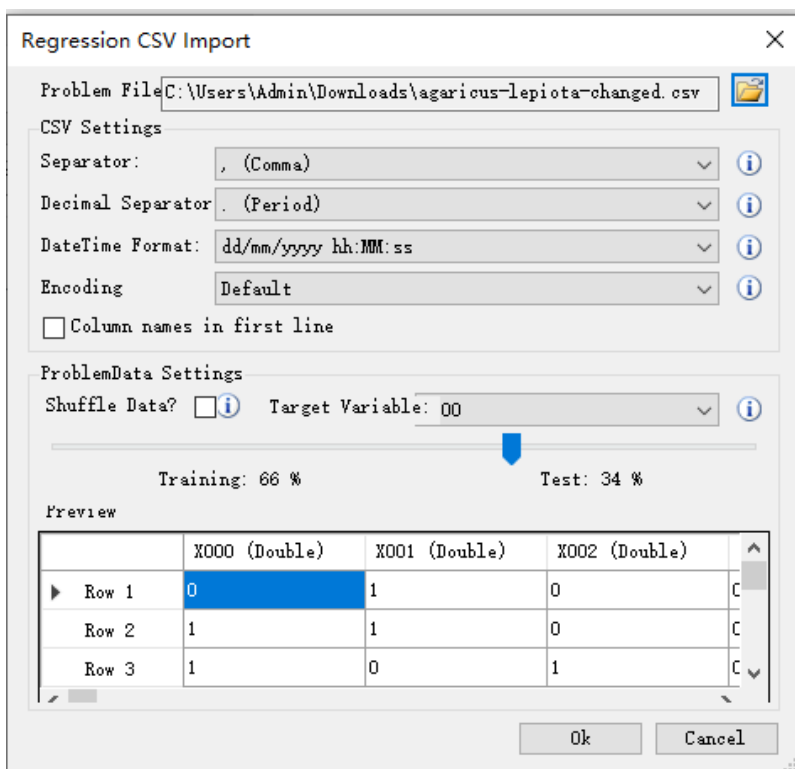 Regression CSV Import
Problem File C:\Users\Admin\Downloads\agaricus-lepiota-changed.csv
CSV Settings
Separator: , (Comma)
Decimal Separator . (Period)
DateTime Format: dd/mm/yyyy hh:MM:ss
Encoding Default
Column names in first line
ProblemData Settings
Shuffle Data? Target Variable: 00
Training: 66 % Test: 34 %
Preview
X000 (Double) X001 (Double) X002 (Double)
Row 1 0 1 0
Row 2 1 1 0
Row 3 1 0 1
Ok Cancel